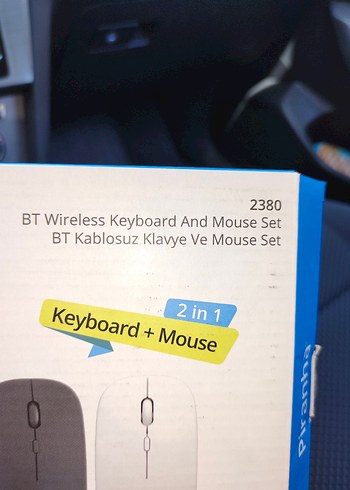 2380
BT Wireless Keyboard And Mouse Set
BT Kablosuz Klavye Ve Mouse Set
2 in 1
Keyboard + Mouse
Piranha